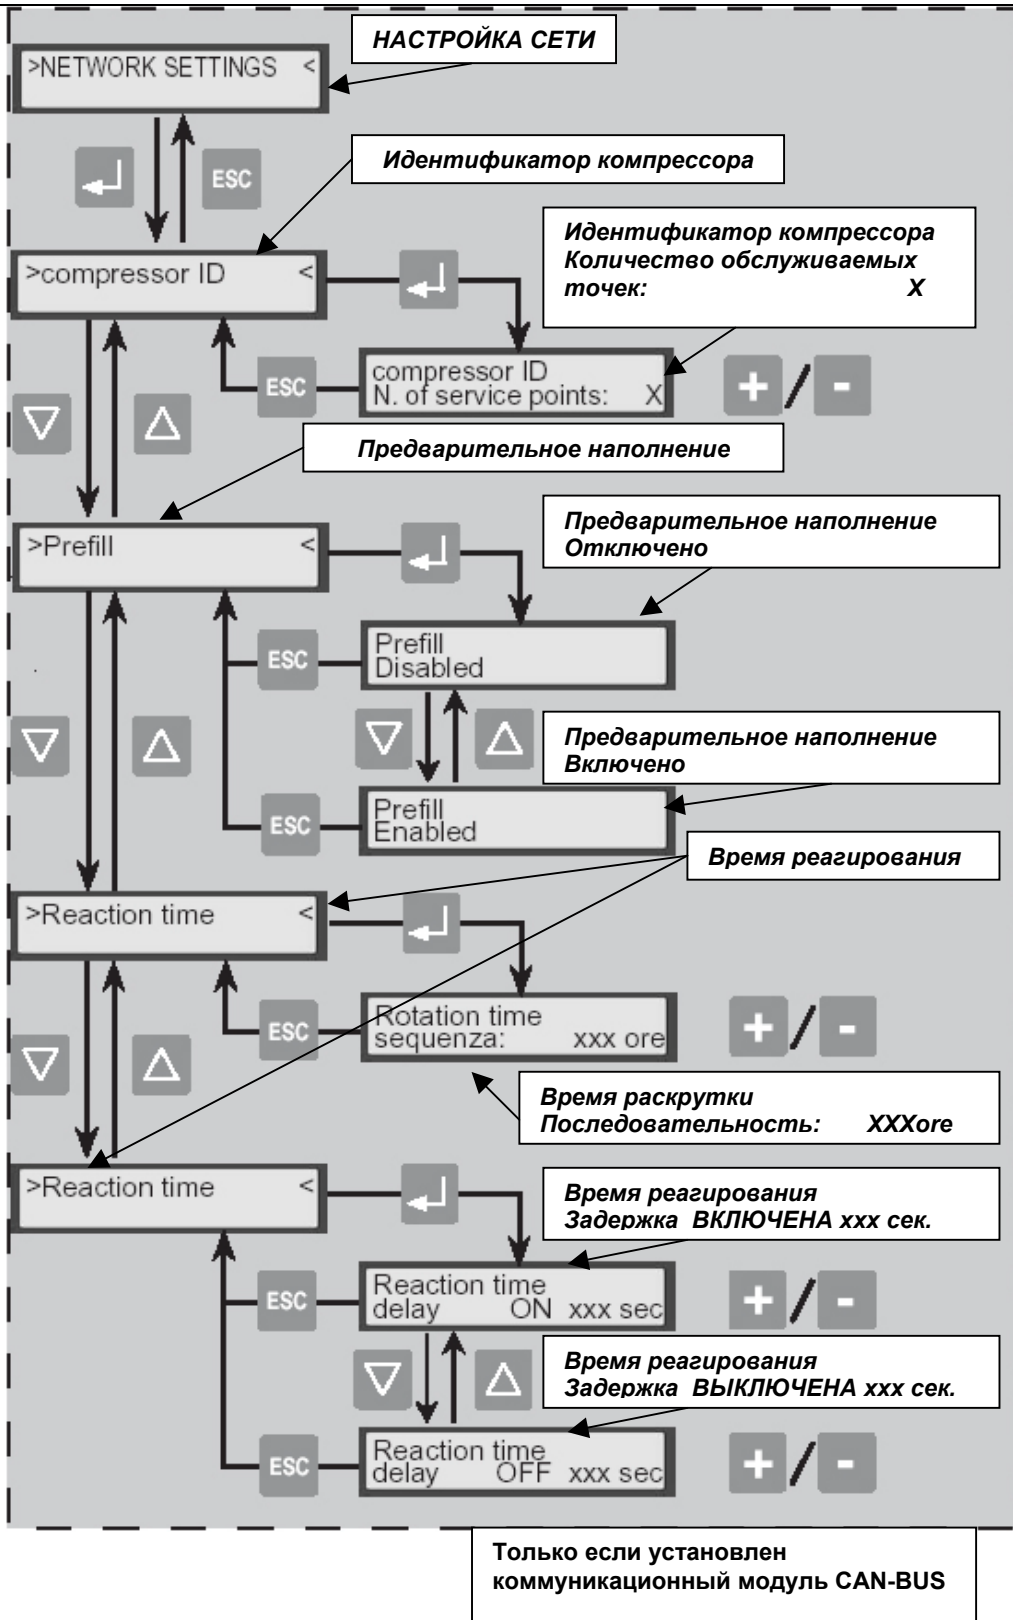 НАСТРОЙКА СЕТИ
>NETWORK SETTINGS <
ESC
Идентификатор компрессора
>compressor ID <
Идентификатор компрессора
Количество обслуживаемых
точек: X
ESC
compressor ID
N. of service points: X
+ / -
Предварительное наполнение
>Prefill <
Предварительное наполнение
Отключено
ESC
Prefill
Disabled
Предварительное наполнение
Включено
ESC
Prefill
Enabled
Время реагирования
>Reaction time <
ESC
Rotation time
sequenza: xxx ore
+ / -
Время раскрутки
Последовательность: XXXore
>Reaction time <
Время реагирования
Задержка ВКЛЮЧЕНА xxx сек.
ESC
Reaction time
delay ON xxx sec
+ / -
Время реагирования
Задержка ВЫКЛЮЧЕНА xxx сек.
ESC
Reaction time
delay OFF xxx sec
+ / -
Только если установлен
коммуникационный модуль CAN-BUS